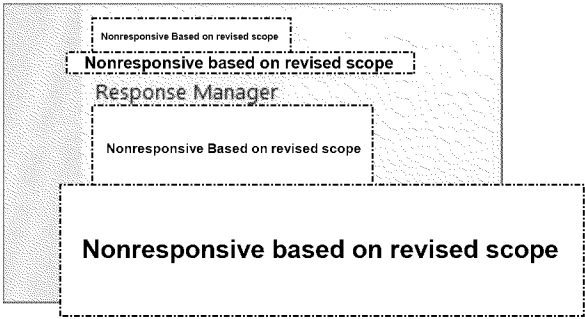 Nonresponsive Based on revised scope
Nonresponsive based on revised scope
Response Manager
Nonresponsive Based on revised scope
Nonresponsive based on revised scope